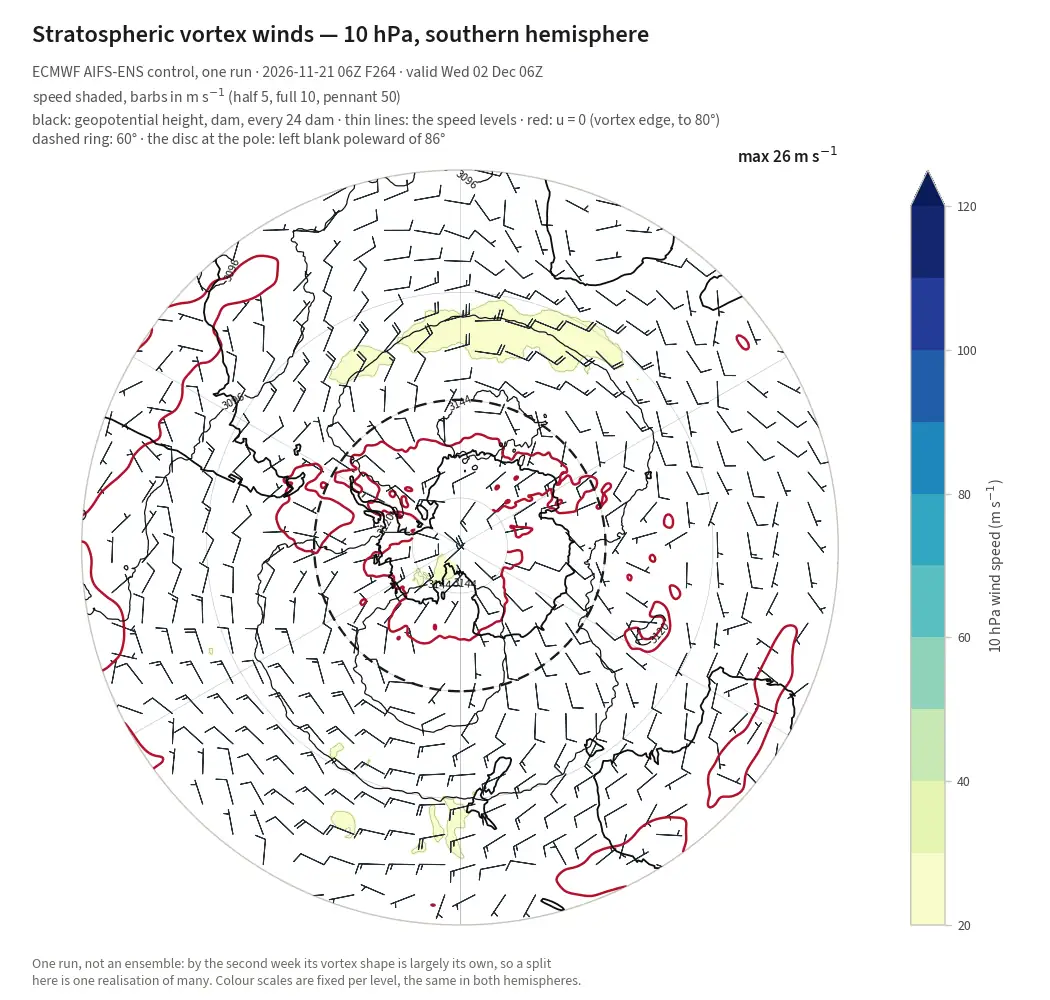 Stratospheric vortex winds — 10 hPa, southern hemisphere
ECMWF AIFS-ENS control, one run · 2026-11-21 06Z F264 · valid Wed 02 Dec 06Z
speed shaded, barbs in m s⁻¹ (half 5, full 10, pennant 50)
black: geopotential height, dam, every 24 dam · thin lines: the speed levels · red: u = 0 (vortex edge, to 80°)
dashed ring: 60° · the disc at the pole: left blank poleward of 86°
max 26 m s⁻¹
3096
3096
3096
3144
3120
3144
3144
3120
120
100
80
60
40
20
10 hPa wind speed (m s⁻¹)
One run, not an ensemble: by the second week its vortex shape is largely its own, so a split
here is one realisation of many. Colour scales are fixed per level, the same in both hemispheres.